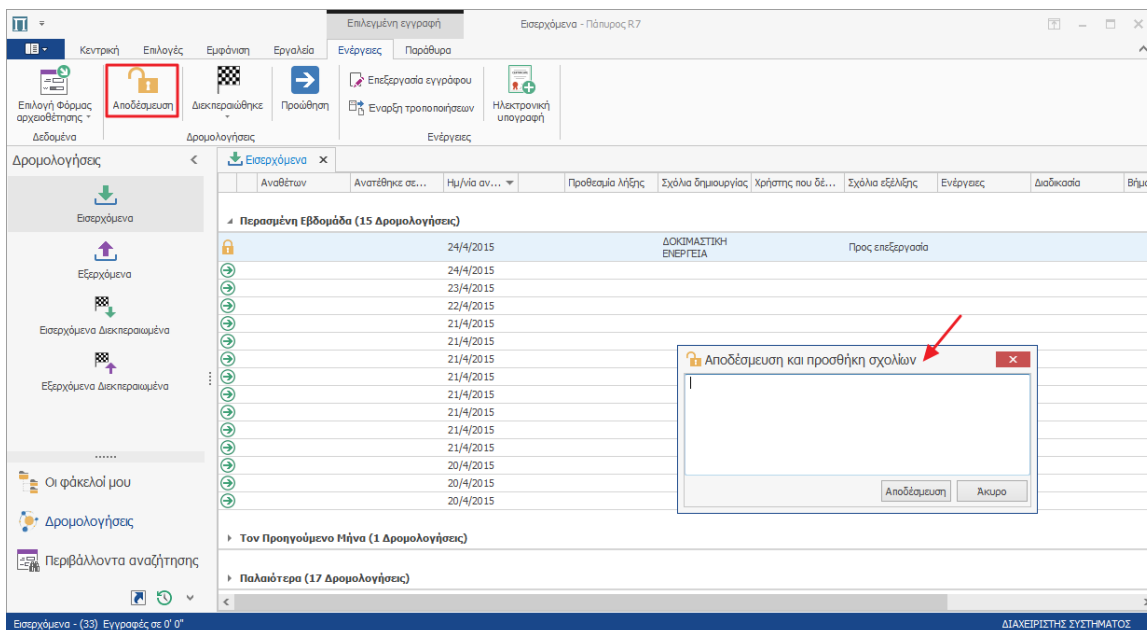 Επιλεγμένη εγγραφή
Εισερχόμενα - Πάπυρος R7
Κεντρική Επιλογές Εμφάνιση Εργαλεία Ενέργειες Παράθυρα
Επιλογή Φόρμας
αρχειοθέτησης
Αποδέσμευση
Διεκπεραιώθηκε
Προώθηση
Επεξεργασία εγγράφου
Έναρξη τροποποιήσεων
Ηλεκτρονική
υπογραφή
Δεδομένα Δρομολογήσεις Ενέργειες
Δρομολογήσεις
Εισερχόμενα
Εξερχόμενα
Εισερχόμενα Διεκπεραιωμένα
Εξερχόμενα Διεκπεραιωμένα
Οι φάκελοί μου
Δρομολογήσεις
Περιβάλλοντα αναζήτησης
Εισερχόμενα
Αναθέτων Ανατέθηκε σε... Ημ/νία αν... Προθεσμία λήξης Σχόλια δημιουργίας Χρήστης που δέ... Σχόλια εξέλιξης Ενέργειες Διαδικασία Βήμα
Περασμένη Εβδομάδα (15 Δρομολογήσεις)
24/4/2015 ΔΟΚΙΜΑΣΤΙΚΗ ΕΝΕΡΓΕΙΑ Προς επεξεργασία
24/4/2015
23/4/2015
22/4/2015
21/4/2015
21/4/2015
21/4/2015
21/4/2015
21/4/2015
21/4/2015
21/4/2015
21/4/2015
20/4/2015
20/4/2015
20/4/2015
Τον Προηγούμενο Μήνα (1 Δρομολογήσεις)
Παλαιότερα (17 Δρομολογήσεις)
Αποδέσμευση και προσθήκη σχολίων
Αποδέσμευση Άκυρο
Εισερχόμενα - (33) Εγγραφές σε 0' 0"
ΔΙΑΧΕΙΡΙΣΤΗΣ ΣΥΣΤΗΜΑΤΟΣ